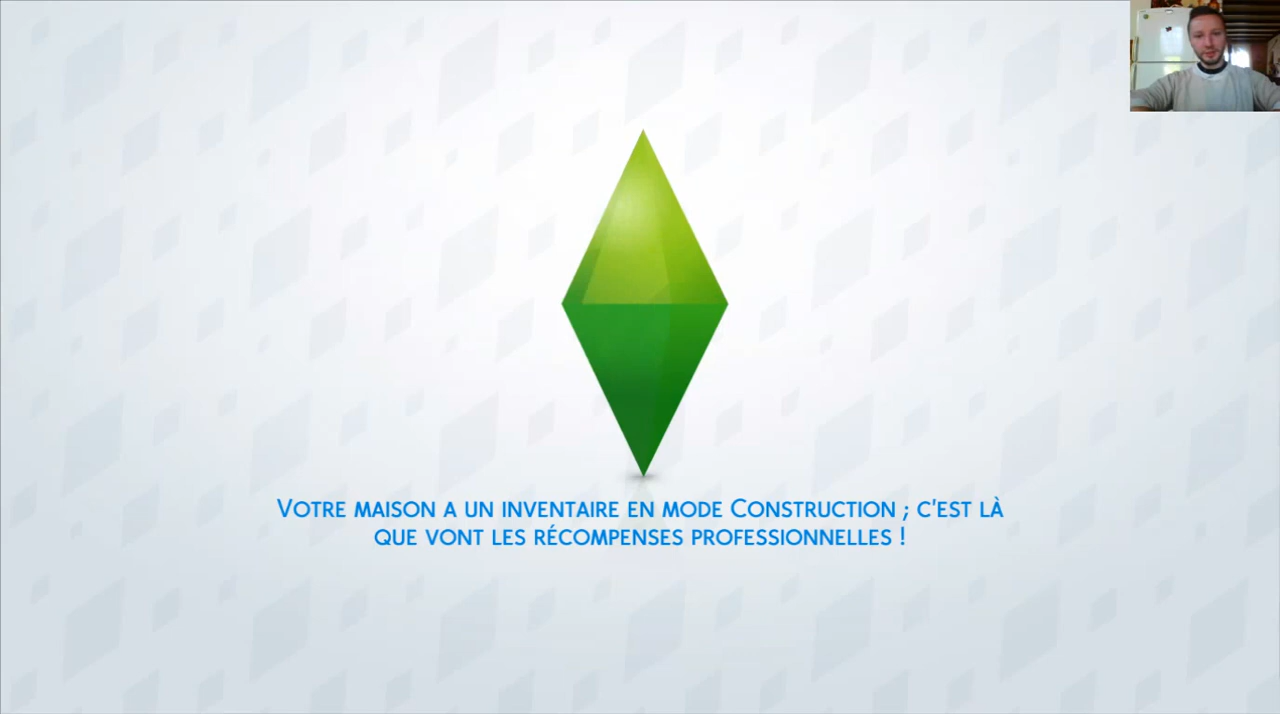 Votre maison a un inventaire en mode Construction ; c'est là
que vont les récompenses professionnelles !